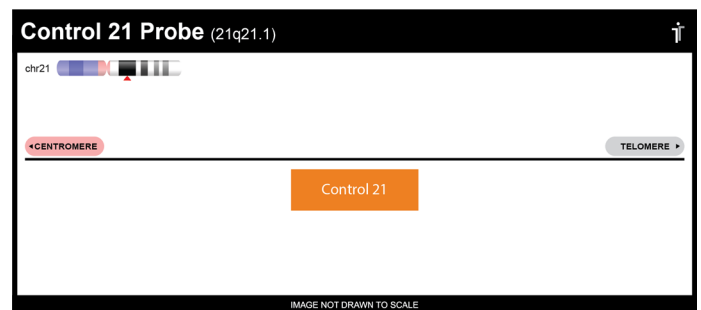 Control 21 Probe (21q21.1)
chr21
◂CENTROMERE
TELOMERE ▸
Control 21
IMAGE NOT DRAWN TO SCALE